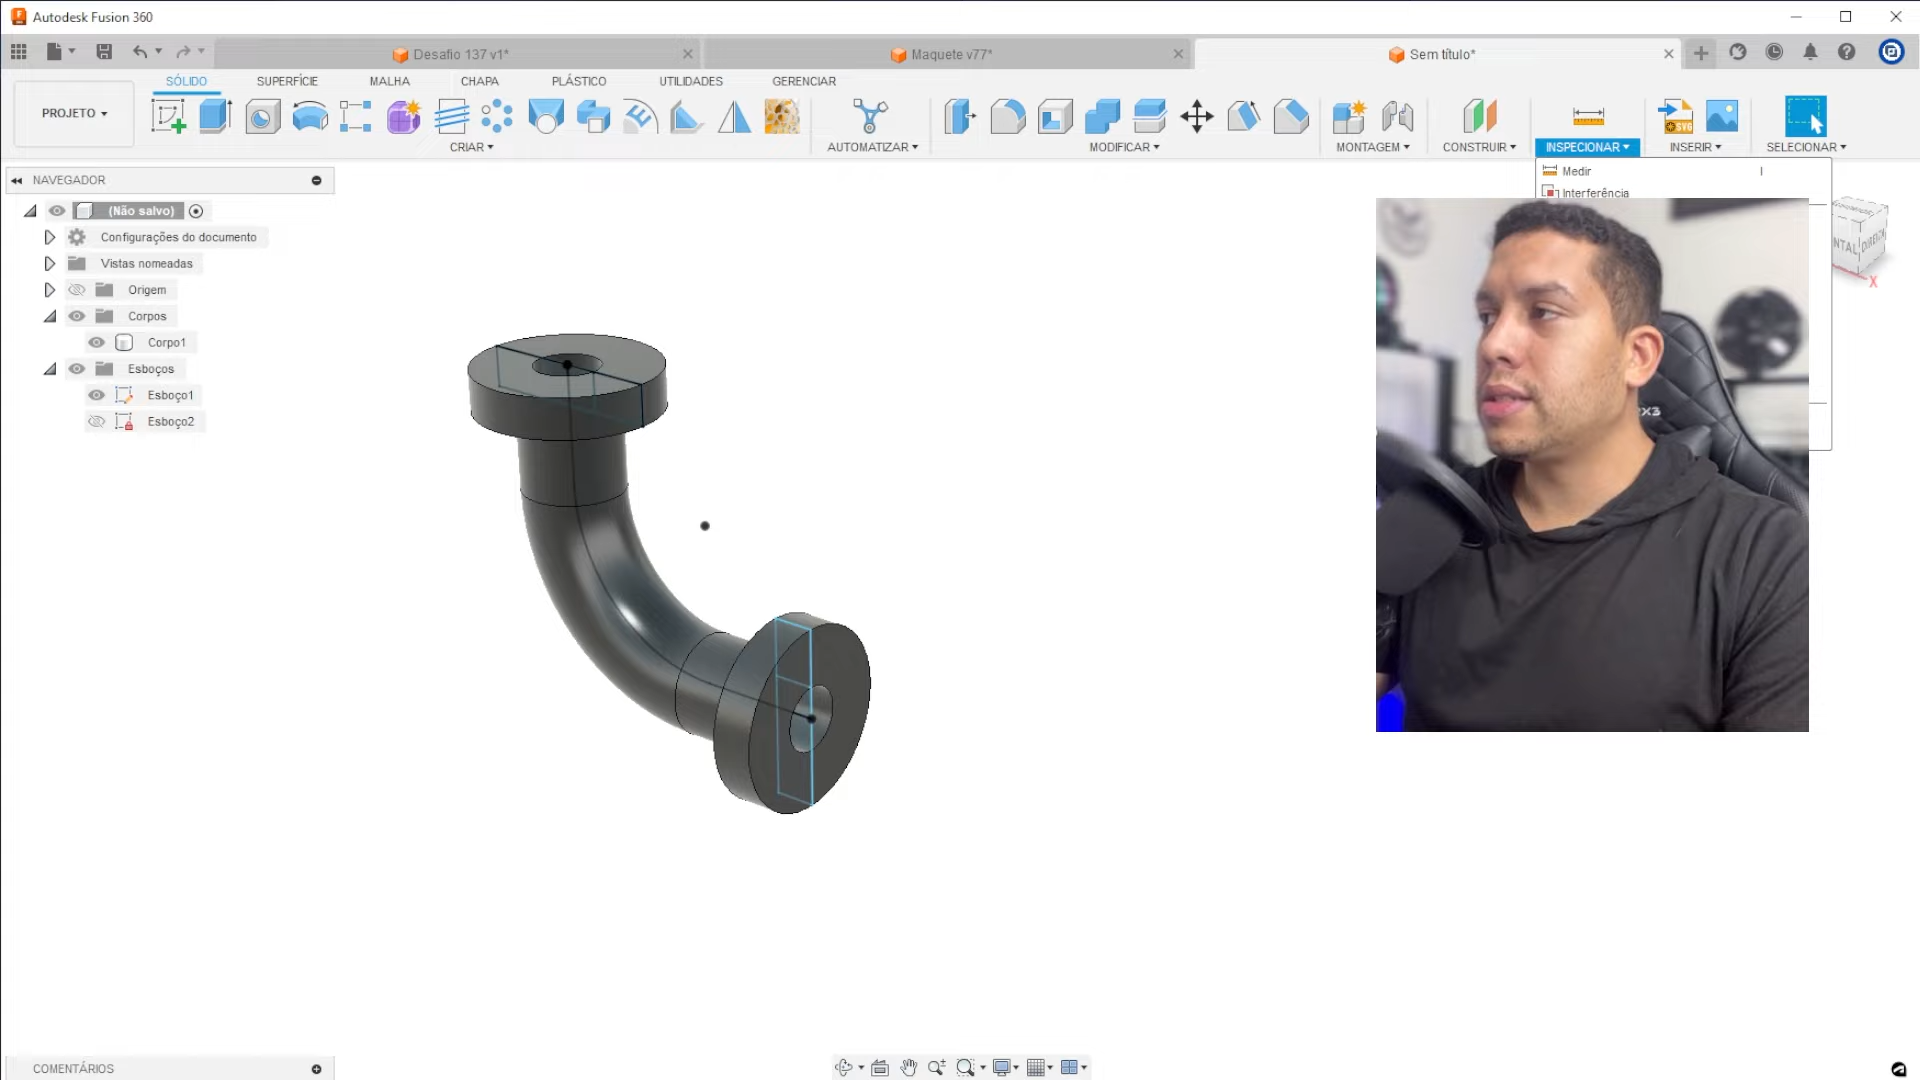 Autodesk Fusion 360
Desafio 137 v1*
Maquete v77*
Sem título*
PROJETO
SÓLIDO
SUPERFÍCIE
MALHA
CHAPA
PLÁSTICO
UTILIDADES
GERENCIAR
CRIAR
AUTOMATIZAR
MODIFICAR
MONTAGEM
CONSTRUIR
INSPECIONAR
INSERIR
SELECIONAR
SVG
Medir I
Interferência
NAVEGADOR
(Não salvo)
Configurações do documento
Vistas nomeadas
Origem
Corpos
Corpo1
Esboços
Esboço1
Esboço2
X
COMENTÁRIOS